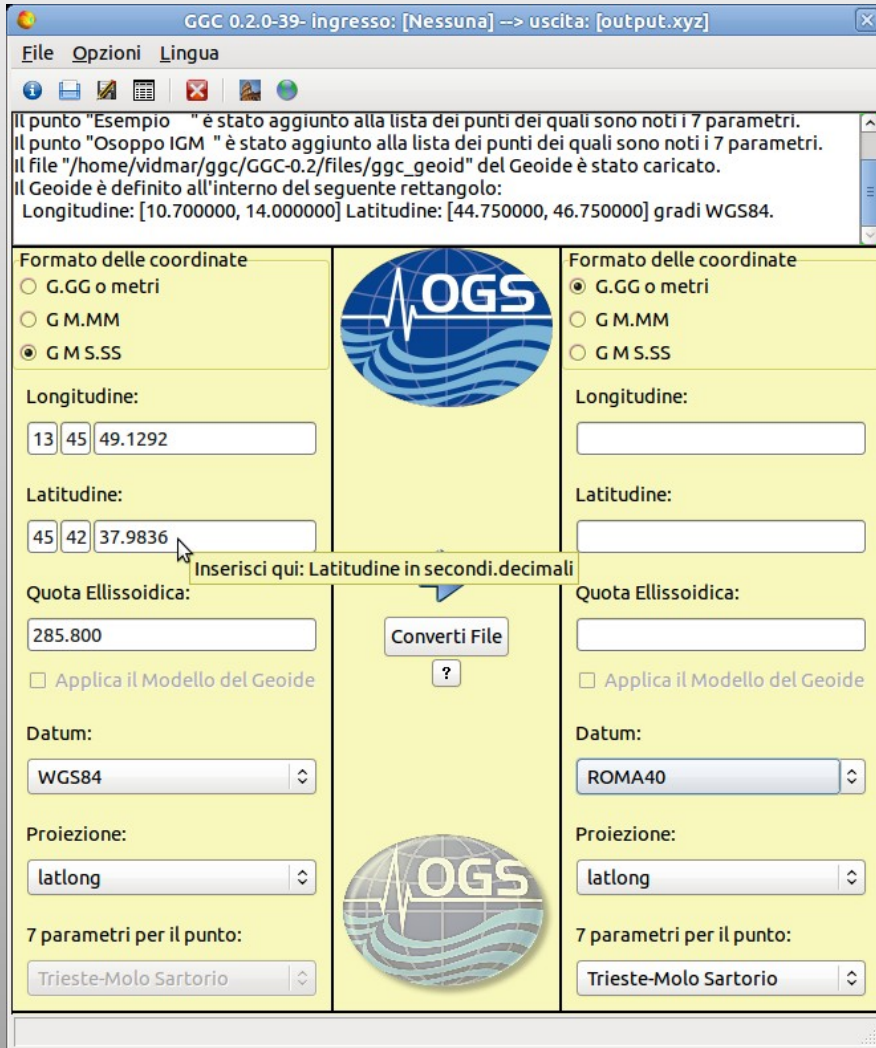 GGC 0.2.0-39- ingresso: [Nessuna] --> uscita: [output.xyz]
File Opzioni Lingua
Il punto "Esempio " è stato aggiunto alla lista dei punti dei quali sono noti i 7 parametri.
Il punto "Osoppo IGM " è stato aggiunto alla lista dei punti dei quali sono noti i 7 parametri.
Il file "/home/vidmar/ggc/GGC-0.2/files/ggc_geoid" del Geoide è stato caricato.
Il Geoide è definito all'interno del seguente rettangolo:
Longitudine: [10.700000, 14.000000] Latitudine: [44.750000, 46.750000] gradi WGS84.
Formato delle coordinate
G.GG o metri
G M.MM
G M S.SS
Longitudine:
13 45 49.1292
Latitudine:
45 42 37.9836
Inserisci qui: Latitudine in secondi.decimali
Quota Ellissoidica:
285.800
Applica il Modello del Geoide
Datum:
WGS84
Proiezione:
latlong
7 parametri per il punto:
Trieste-Molo Sartorio
OGS
Converti File
?
OGS
Formato delle coordinate
G.GG o metri
G M.MM
G M S.SS
Longitudine:
Latitudine:
Quota Ellissoidica:
Applica il Modello del Geoide
Datum:
ROMA40
Proiezione:
latlong
7 parametri per il punto:
Trieste-Molo Sartorio